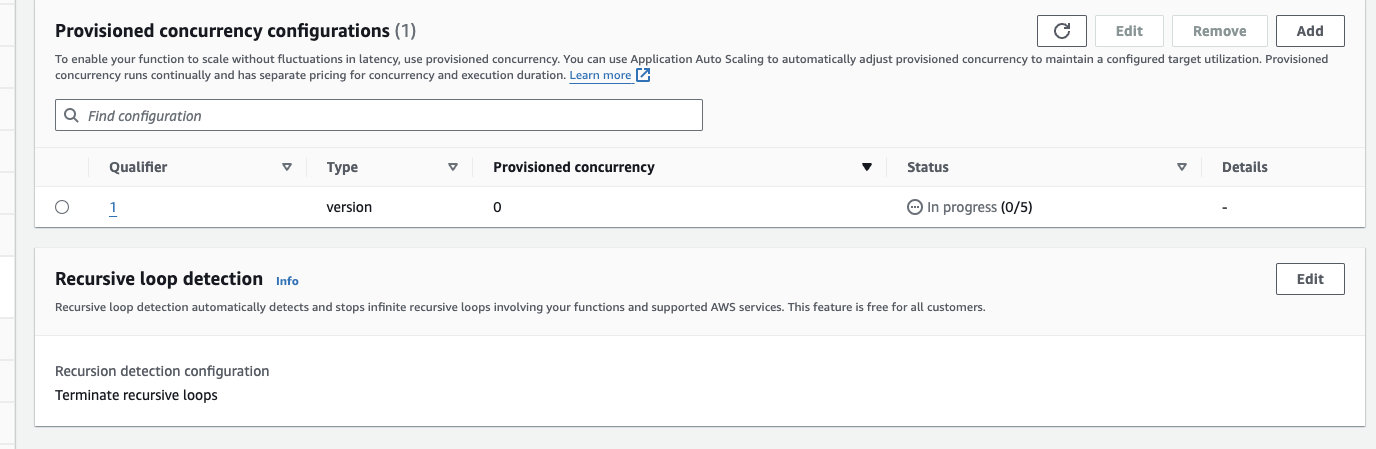 Provisioned concurrency configurations (1)
Edit
Remove
Add
To enable your function to scale without fluctuations in latency, use provisioned concurrency. You can use Application Auto Scaling to automatically adjust provisioned concurrency to maintain a configured target utilization. Provisioned
concurrency runs continually and has separate pricing for concurrency and execution duration. Learn more
Find configuration
Qualifier Type Provisioned concurrency Status Details
1 version 0 In progress (0/5) -
Recursive loop detection Info
Edit
Recursive loop detection automatically detects and stops infinite recursive loops involving your functions and supported AWS services. This feature is free for all customers.
Recursion detection configuration
Terminate recursive loops